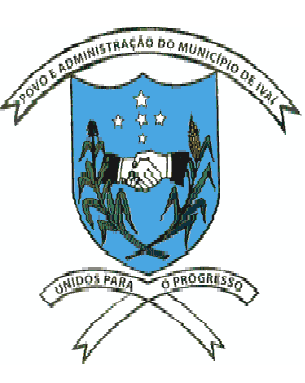 POVO E ADMINISTRAÇÃO DO MUNICÍPIO DE IVAÍ
UNIDOS PARA O PROGRESSO